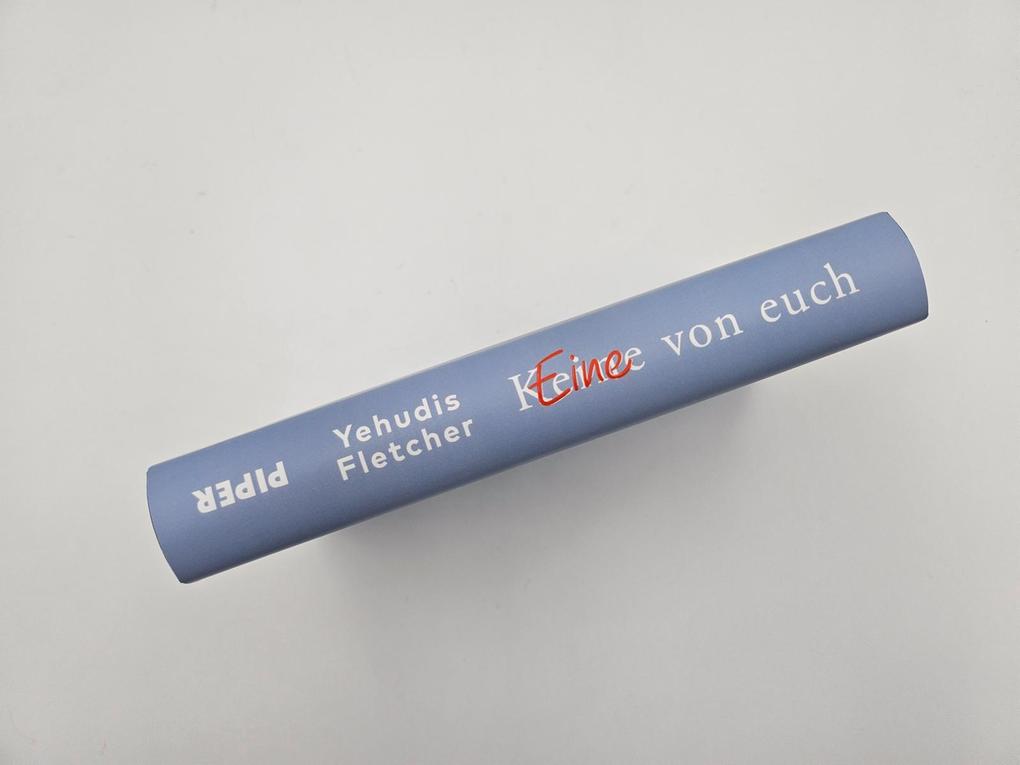 PIPER
Yehudis
Fletcher
Keine von euch
Eine